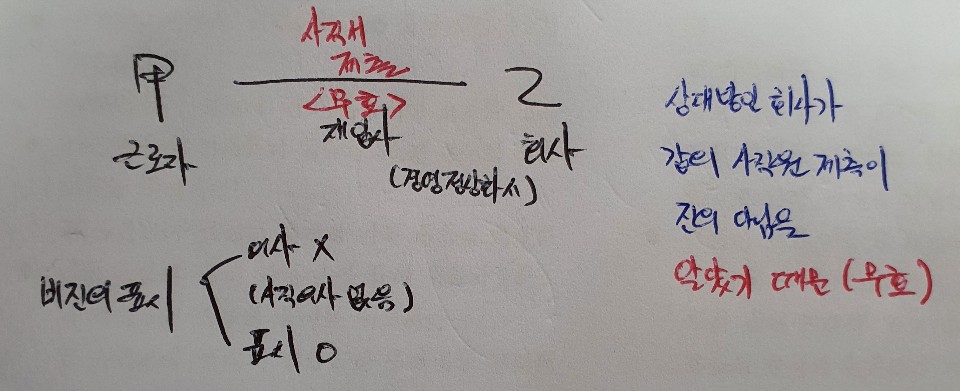 사직서
제출
甲 乙
<무효>
재입사
근로자 회사
(경영정상화 시)
비진의 표시
의사 X
(사직의사 없음)
표시 O
상대방인 회사가
갑의 사직원 제출이
진의 아님을
알았기 때문 (무효)